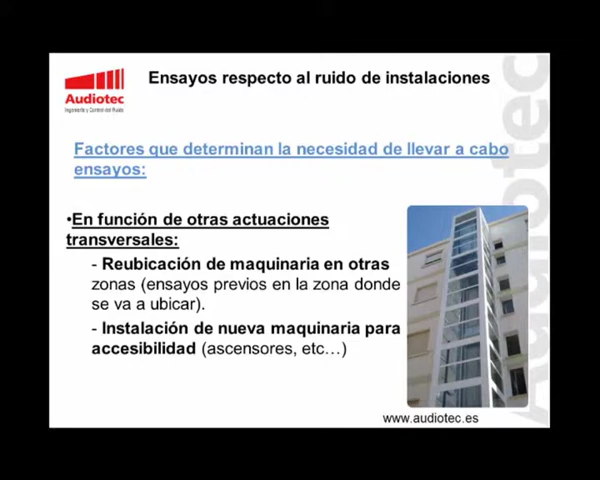 Audiotec
Ingeniería y Control del Ruido
Ensayos respecto al ruido de instalaciones
Factores que determinan la necesidad de llevar a cabo
ensayos:
•En función de otras actuaciones
transversales:
- Reubicación de maquinaria en otras
zonas (ensayos previos en la zona donde
se va a ubicar).
- Instalación de nueva maquinaria para
accesibilidad (ascensores, etc…)
www.audiotec.es
Audiotec